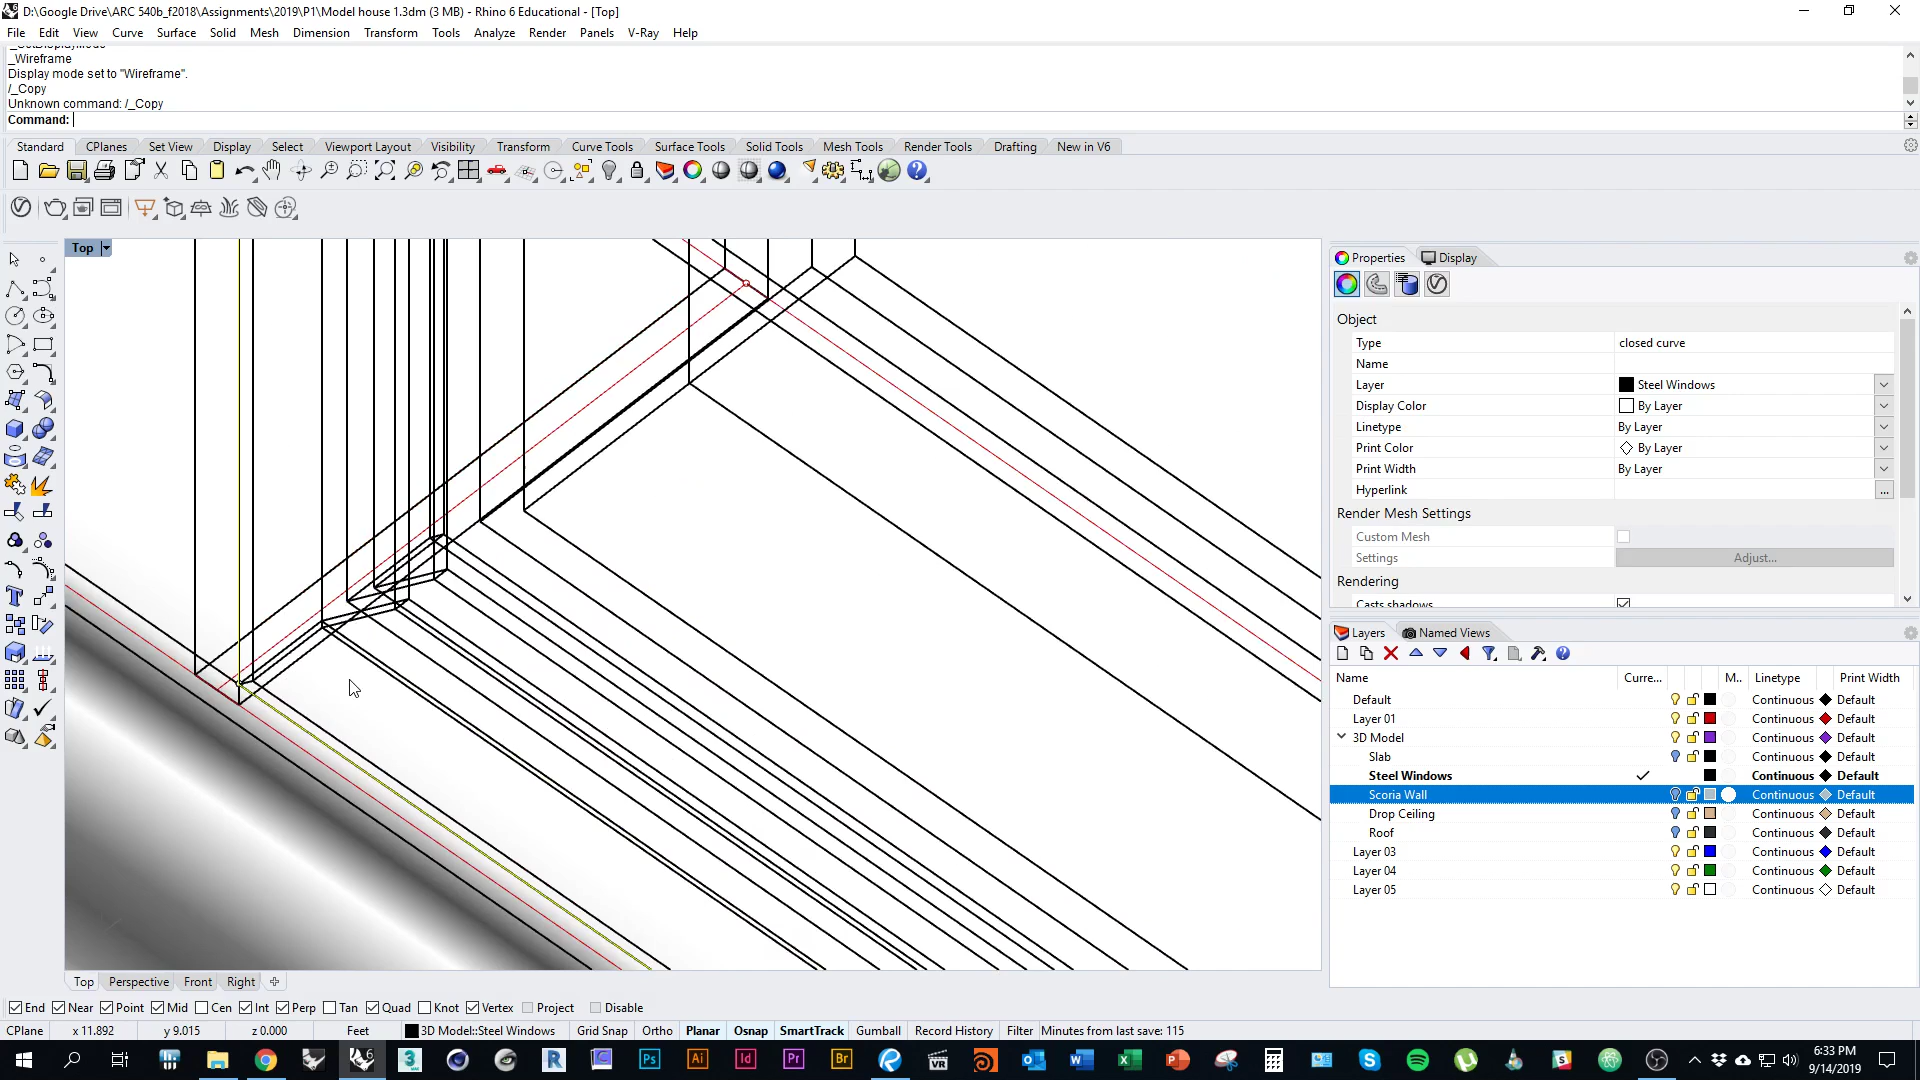 D:\Google Drive\ARC 540b_f2018\Assignments\2019\P1\Model house 1.3dm (3 MB) - Rhino 6 Educational - [Top]
File Edit View Curve Surface Solid Mesh Dimension Transform Tools Analyze Render Panels V-Ray Help
_Wireframe
Display mode set to "Wireframe".
/_Copy
Unknown command: /_Copy
Command:
Standard CPlanes Set View Display Select Viewport Layout Visibility Transform Curve Tools Surface Tools Solid Tools Mesh Tools Render Tools Drafting New in V6
Top
Properties Display
Object
Type closed curve
Name
Layer Steel Windows
Display Color By Layer
Linetype By Layer
Print Color By Layer
Print Width By Layer
Hyperlink ...
Render Mesh Settings
Custom Mesh
Settings Adjust...
Rendering
Casts shadows
Layers Named Views
Name Curre... M.. Linetype Print Width
Default Continuous Default
Layer 01 Continuous Default
3D Model Continuous Default
Slab Continuous Default
Steel Windows Continuous Default
Scoria Wall Continuous Default
Drop Ceiling Continuous Default
Roof Continuous Default
Layer 03 Continuous Default
Layer 04 Continuous Default
Layer 05 Continuous Default
Top Perspective Front Right
End Near Point Mid Cen Int Perp Tan Quad Knot Vertex Project Disable
CPlane x 11.892 y 9.015 z 0.000 Feet 3D Model::Steel Windows Grid Snap Ortho Planar Osnap SmartTrack Gumball Record History Filter Minutes from last save: 115
6:33 PM
9/14/2019